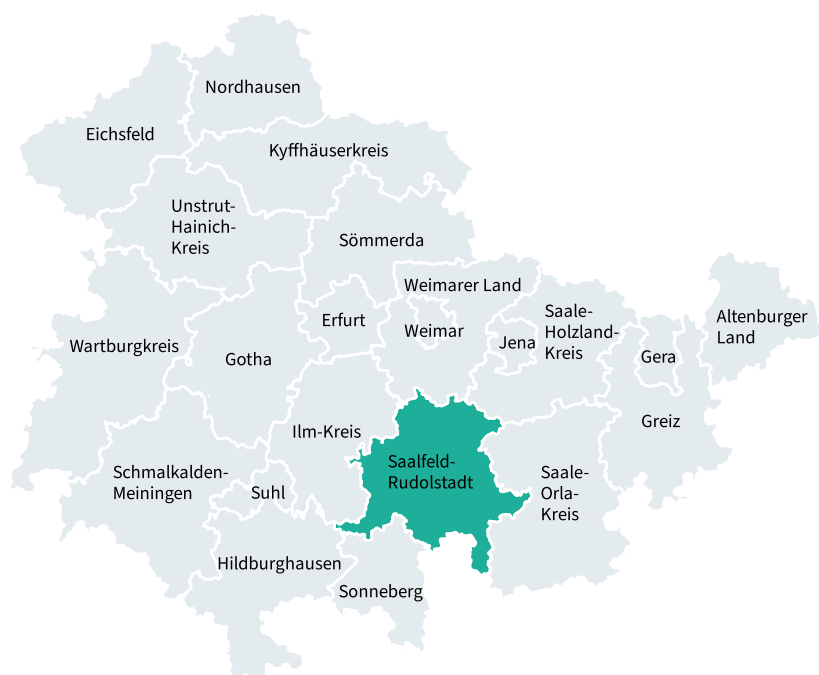 Nordhausen
Eichsfeld
Kyffhäuserkreis
Unstrut-
Hainich-
Kreis
Sömmerda
Weimarer Land
Saale-
Holzland-
Kreis
Altenburger
Land
Erfurt
Weimar
Jena
Gera
Wartburgkreis
Gotha
Greiz
Ilm-Kreis
Saalfeld-
Rudolstadt
Saale-
Orla-
Kreis
Schmalkalden-
Meiningen
Suhl
Hildburghausen
Sonneberg